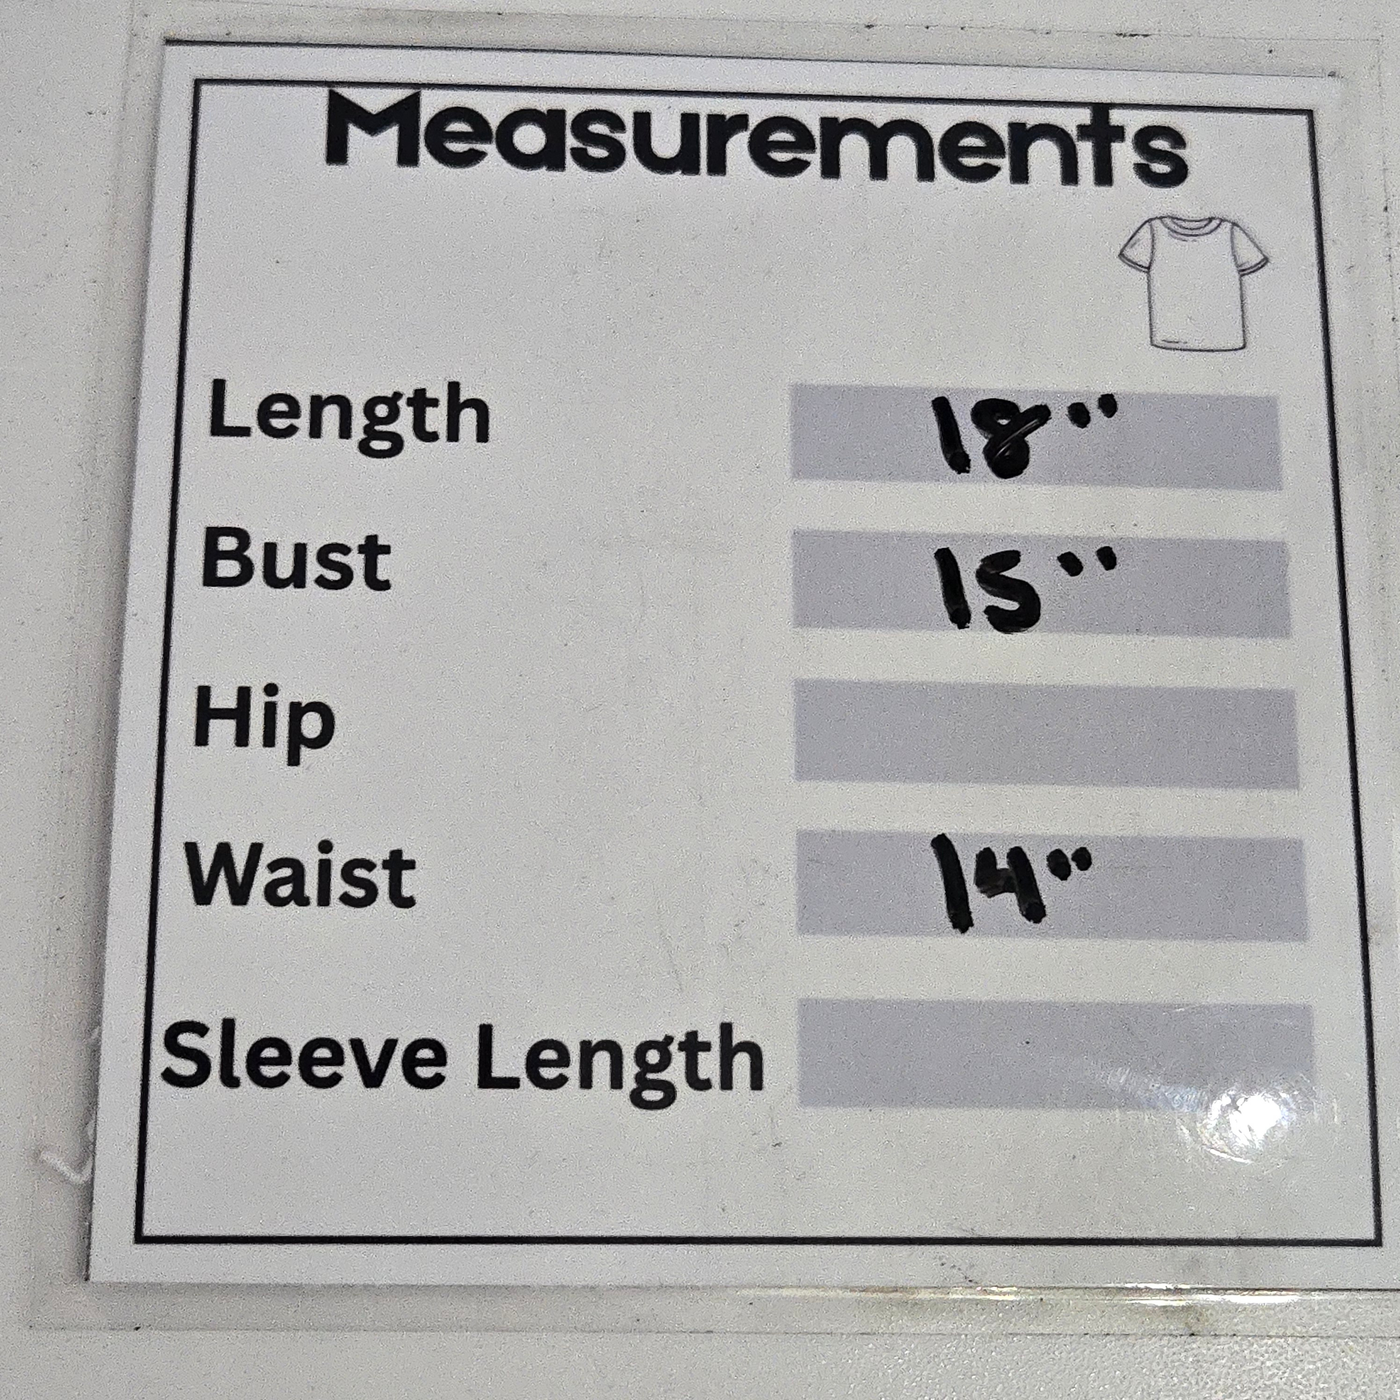 Measurements
Length 18"
Bust 15"
Hip
Waist 14"
Sleeve Length